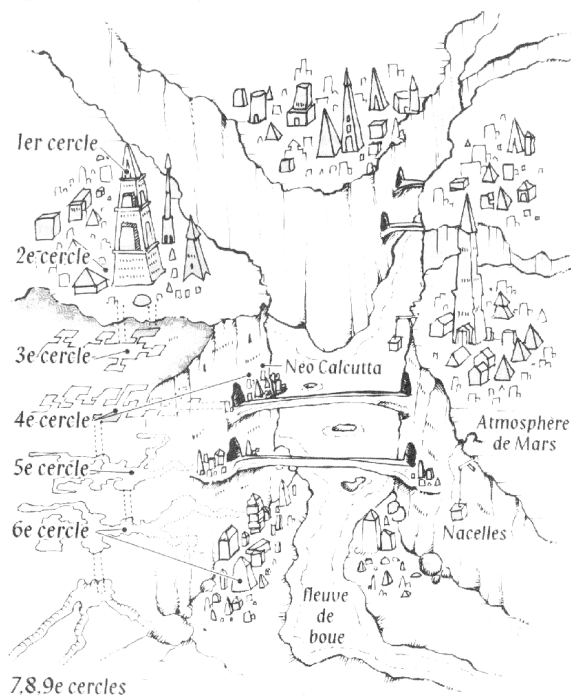 1er cercle
2e cercle
3e cercle
Neo Calcutta
4e cercle
Atmosphère
de Mars
5e cercle
6e cercle
Nacelles
fleuve
de
boue
7,8,9e cercles